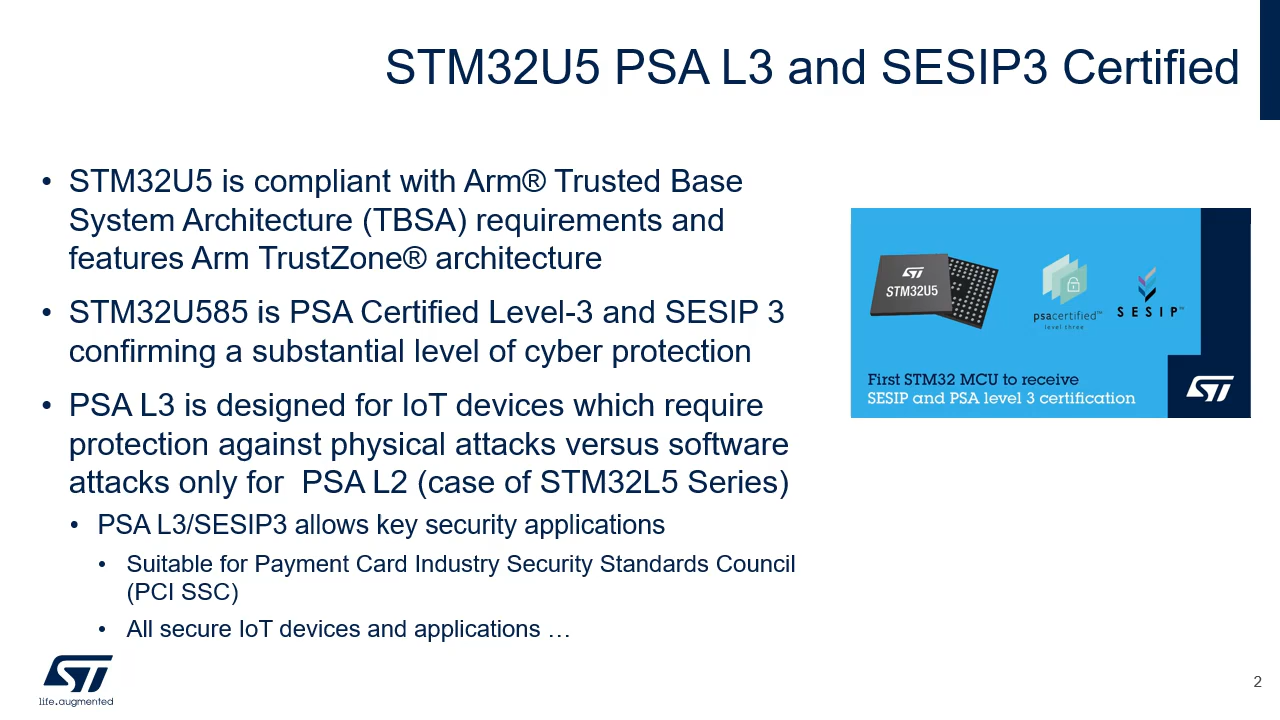 STM32U5 PSA L3 and SESIP3 Certified
• STM32U5 is compliant with Arm® Trusted Base
System Architecture (TBSA) requirements and
features Arm TrustZone® architecture
• STM32U585 is PSA Certified Level-3 and SESIP 3
confirming a substantial level of cyber protection
• PSA L3 is designed for IoT devices which require
protection against physical attacks versus software
attacks only for  PSA L2 (case of STM32L5 Series)
• PSA L3/SESIP3 allows key security applications
• Suitable for Payment Card Industry Security Standards Council
(PCI SSC)
• All secure IoT devices and applications …
ST
STM32U5
psacertified™
level three
SESIP™
First STM32 MCU to receive
SESIP and PSA level 3 certification
ST
ST
life.augmented
2